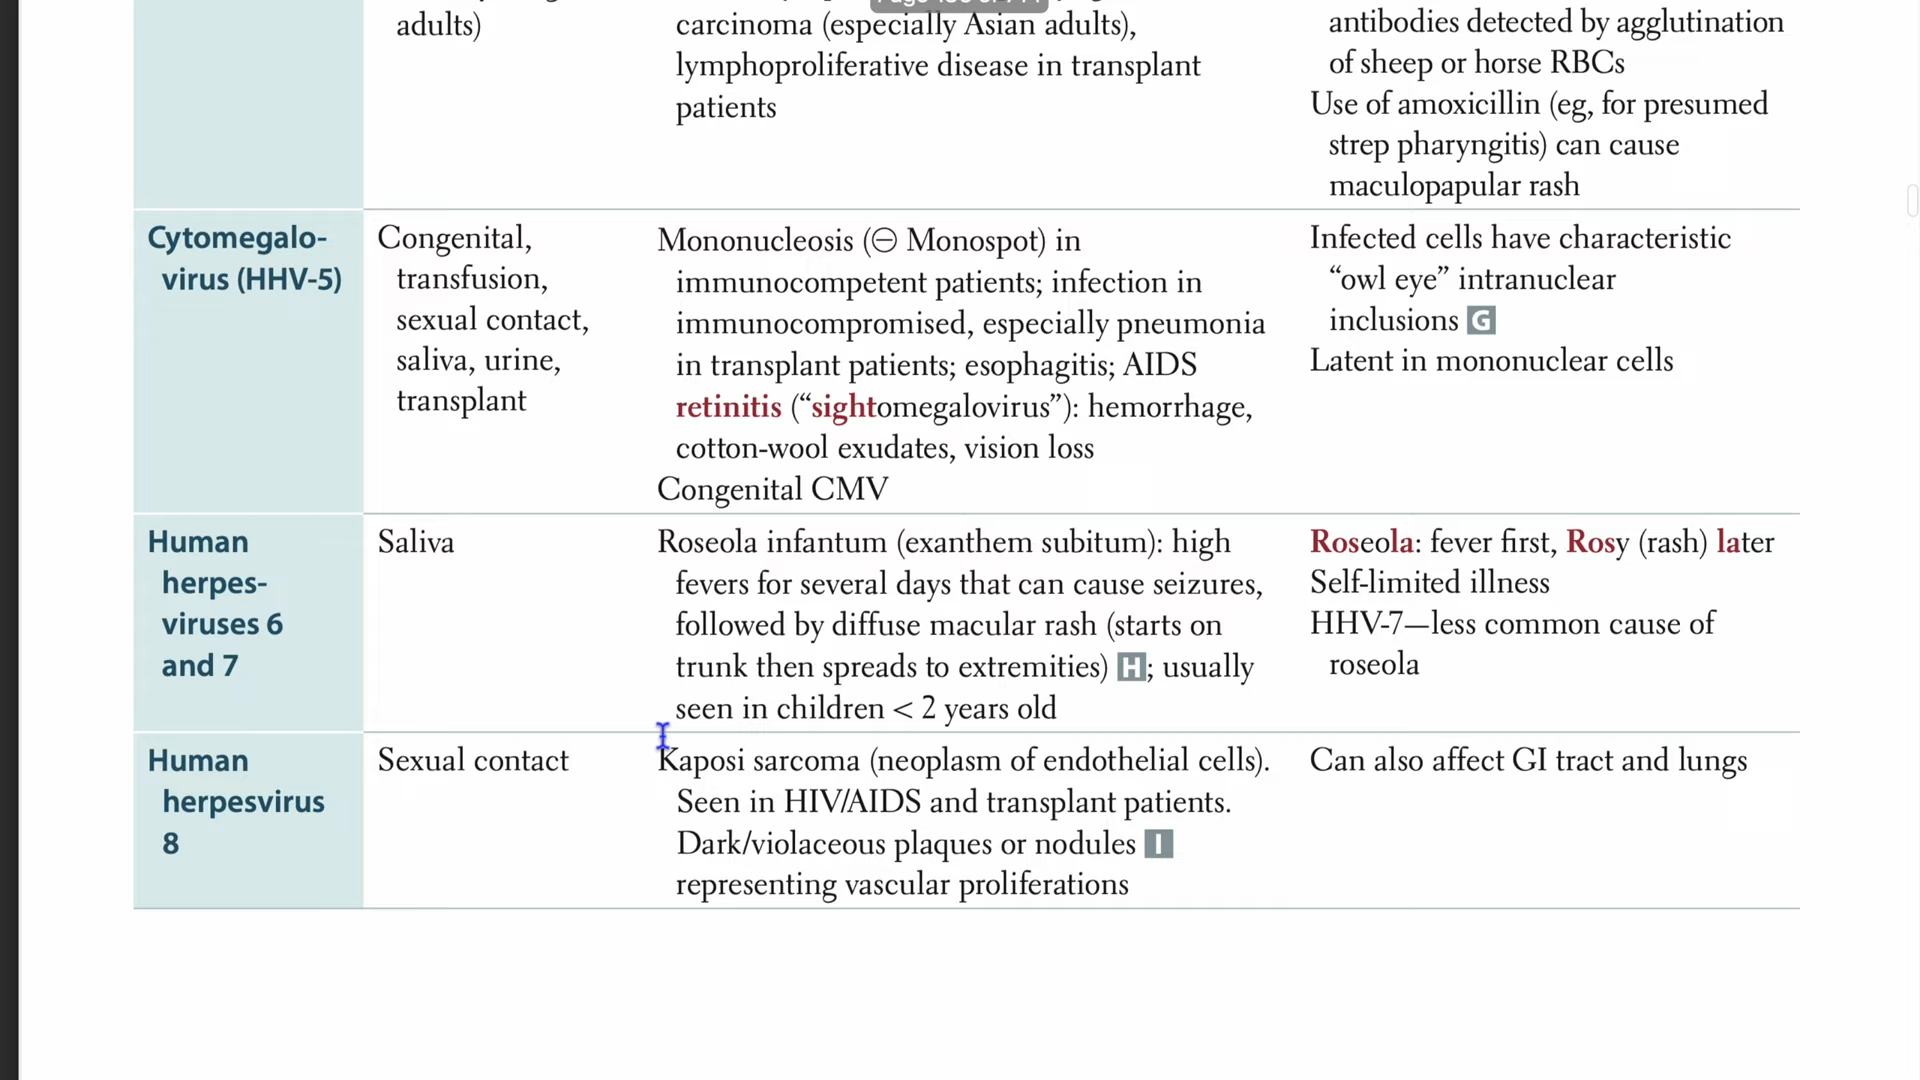 adults)
carcinoma (especially Asian adults),
lymphoproliferative disease in transplant
patients
antibodies detected by agglutination
of sheep or horse RBCs
Use of amoxicillin (eg, for presumed
strep pharyngitis) can cause
maculopapular rash
Cytomegalo-
virus (HHV-5)
Congenital,
transfusion,
sexual contact,
saliva, urine,
transplant
Mononucleosis (⊖ Monospot) in
immunocompetent patients; infection in
immunocompromised, especially pneumonia
in transplant patients; esophagitis; AIDS
retinitis (“sightomegalovirus”): hemorrhage,
cotton-wool exudates, vision loss
Congenital CMV
Infected cells have characteristic
“owl eye” intranuclear
inclusions G
Latent in mononuclear cells
Human
herpes-
viruses 6
and 7
Saliva
Roseola infantum (exanthem subitum): high
fevers for several days that can cause seizures,
followed by diffuse macular rash (starts on
trunk then spreads to extremities) H; usually
seen in children < 2 years old
Roseola: fever first, Rosy (rash) later
Self-limited illness
HHV-7—less common cause of
roseola
Human
herpesvirus
8
Sexual contact
Kaposi sarcoma (neoplasm of endothelial cells).
Seen in HIV/AIDS and transplant patients.
Dark/violaceous plaques or nodules I
representing vascular proliferations
Can also affect GI tract and lungs